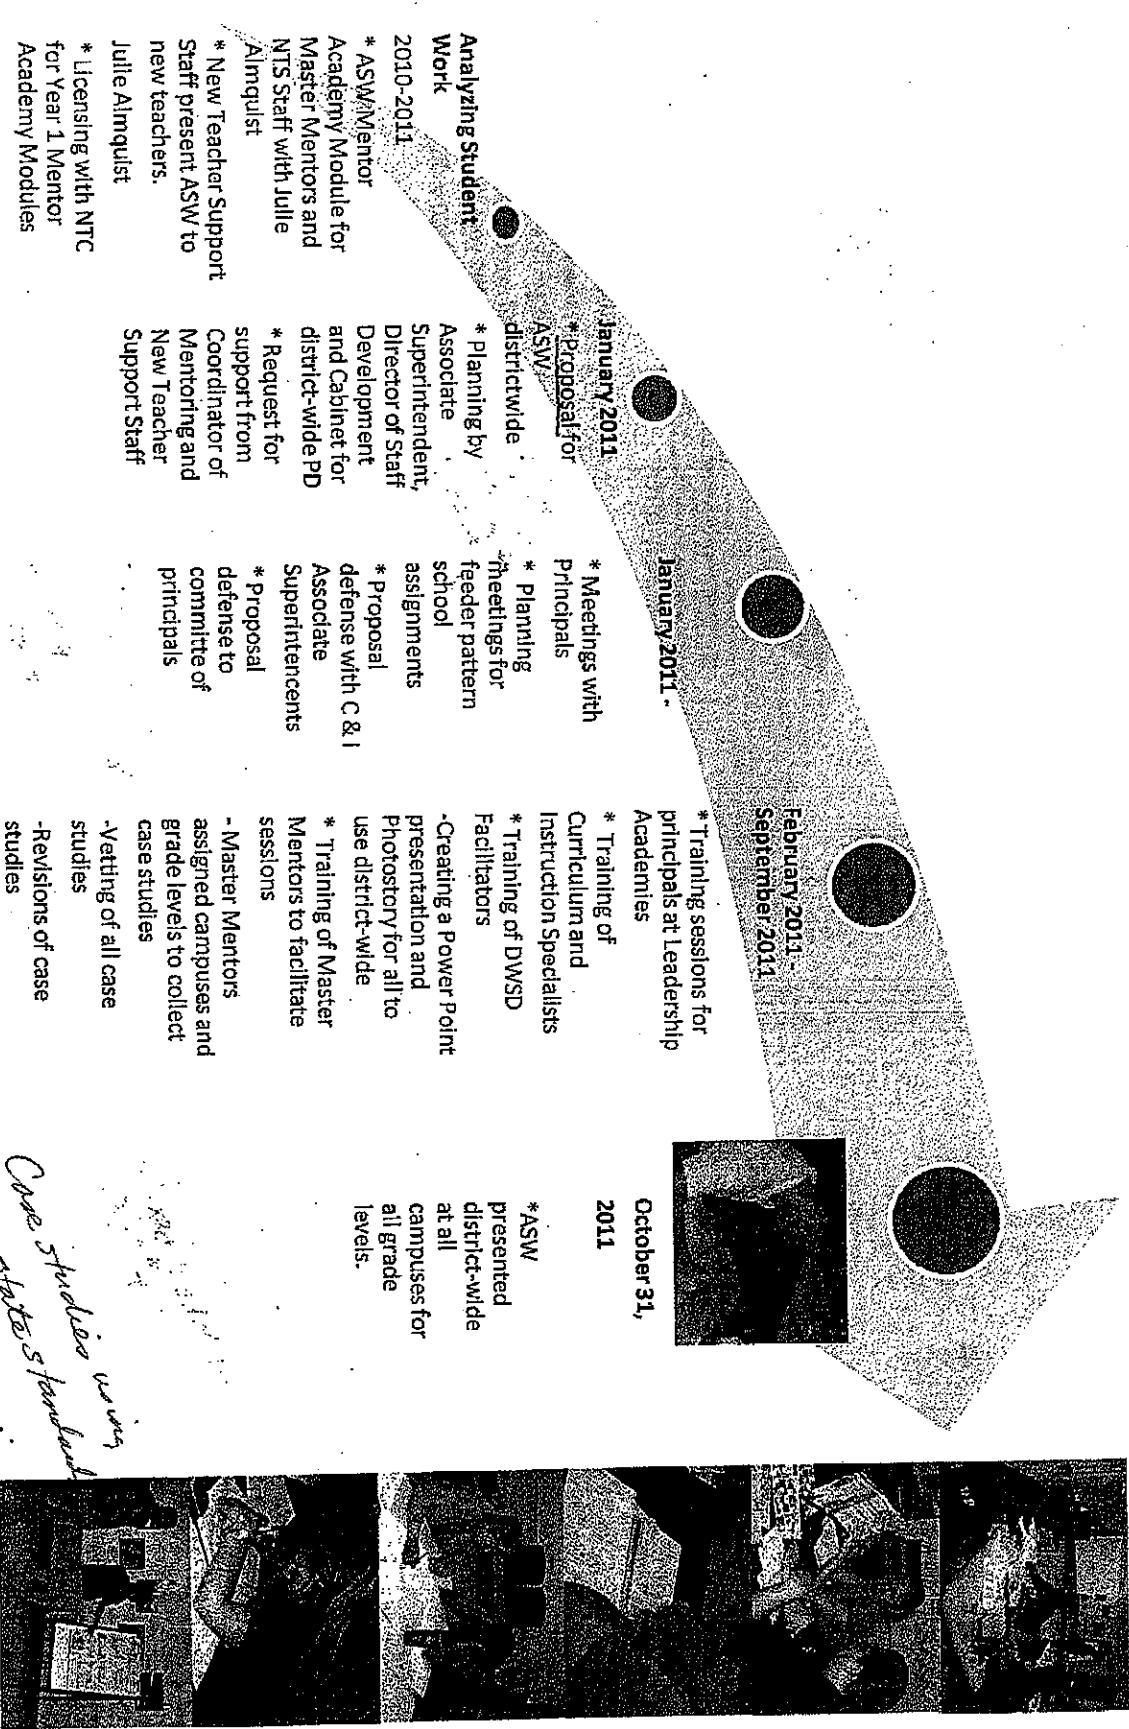 Analyzing Student
Work
2010-2011
* ASW Mentor
Academy Module for
Master Mentors and
NTS Staff with Julie
Almquist
* New Teacher Support
Staff present ASW to
new teachers.
Julie Almquist
* Licensing with NTC
for Year 1 Mentor
Academy Modules
January 2011
*Proposal for
ASW
districtwide
* Planning by
Associate
Superintendent,
Director of Staff
Development
and Cabinet for
district-wide PD
* Request for
support from
Coordinator of
Mentoring and
New Teacher
Support Staff
January 2011 -
* Meetings with
Principals
* Planning
meetings for
feeder pattern
school
assignments
* Proposal
defense with C & I
Associate
Superintencents
* Proposal
defense to
committe of
principals
February 2011 -
September 2011
* Training sessions for
principals at Leadership
Academies
* Training of
Curriculum and
Instruction Specialists
* Training of DWSD
Facilitators
-Creating a Power Point
presentation and
Photostory for all to
use district-wide
* Training of Master
Mentors to facilitate
sessions
- Master Mentors
assigned campuses and
grade levels to collect
case studies
-Vetting of all case
studies
-Revisions of case
studies
October 31,
2011
*ASW
presented
district-wide
at all
campuses for
all grade
levels.
Case studies using
state standards